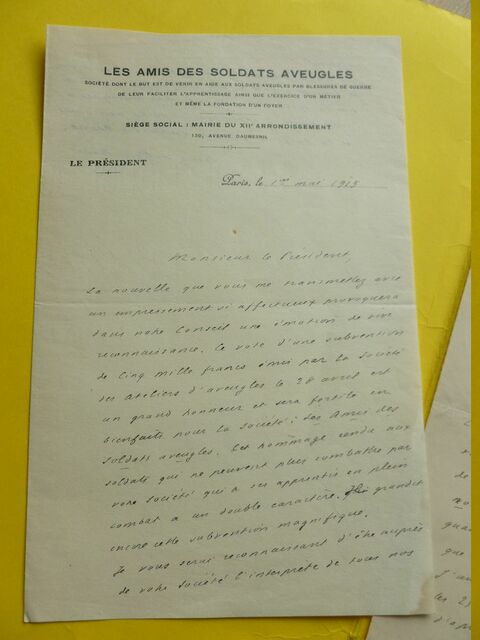 LES AMIS DES SOLDATS AVEUGLES
SOCIÉTÉ DONT LE BUT EST DE VENIR EN AIDE AUX SOLDATS AVEUGLES PAR BLESSURES DE GUERRE
DE LEUR FACILITER L'APPRENTISSAGE AINSI QUE L'EXERCICE D'UN MÉTIER
ET MÊME LA FONDATION D'UN FOYER
SIÈGE SOCIAL : MAIRIE DU XIIe ARRONDISSEMENT
130, AVENUE DAUMESNIL
LE PRÉSIDENT
Paris, le 1er mai 1915
Monsieur le Président,
La nouvelle que vous me transmettez avec
un empressement si affectueux provoquera
dans notre Conseil une émotion de vive
reconnaissance. Le vote d'une subvention
de cinq mille francs émis par la Société
des ateliers d'aveugles le 28 avril est
un grand honneur et sera fertile en
bienfaits pour la Société : les Amis des
soldats aveugles. Cet hommage rendu aux
soldats qui ne peuvent plus combattre par
votre Société qui a ses apprentis en plein
combat a un double caractère. grandit
encore cette subvention magnifique.
Je vous serai reconnaissant d'être auprès
de votre Société l'interprète de tous nos